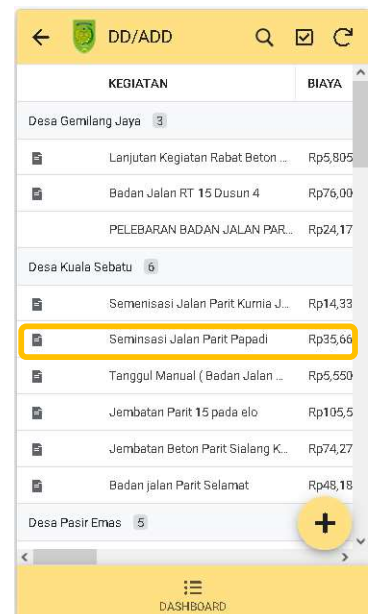 DD/ADD
KEGIATAN BIAYA
Desa Gemilang Jaya 3
Lanjutan Kegiatan Rabat Beton ... Rp5,805
Badan Jalan RT 15 Dusun 4 Rp76,00
PELEBARAN BADAN JALAN PAR... Rp24,17
Desa Kuala Sebatu 6
Semenisasi Jalan Parit Kurnia J... Rp14,33
Seminsasi Jalan Parit Papadi Rp35,66
Tanggul Manual ( Badan Jalan ... Rp5,550
Jembatan Parit 15 pada elo Rp105,5
Jembatan Beton Parit Sialang K... Rp74,27
Badan jalan Parit Selamat Rp48,18
Desa Pasir Emas 5
DASHBOARD